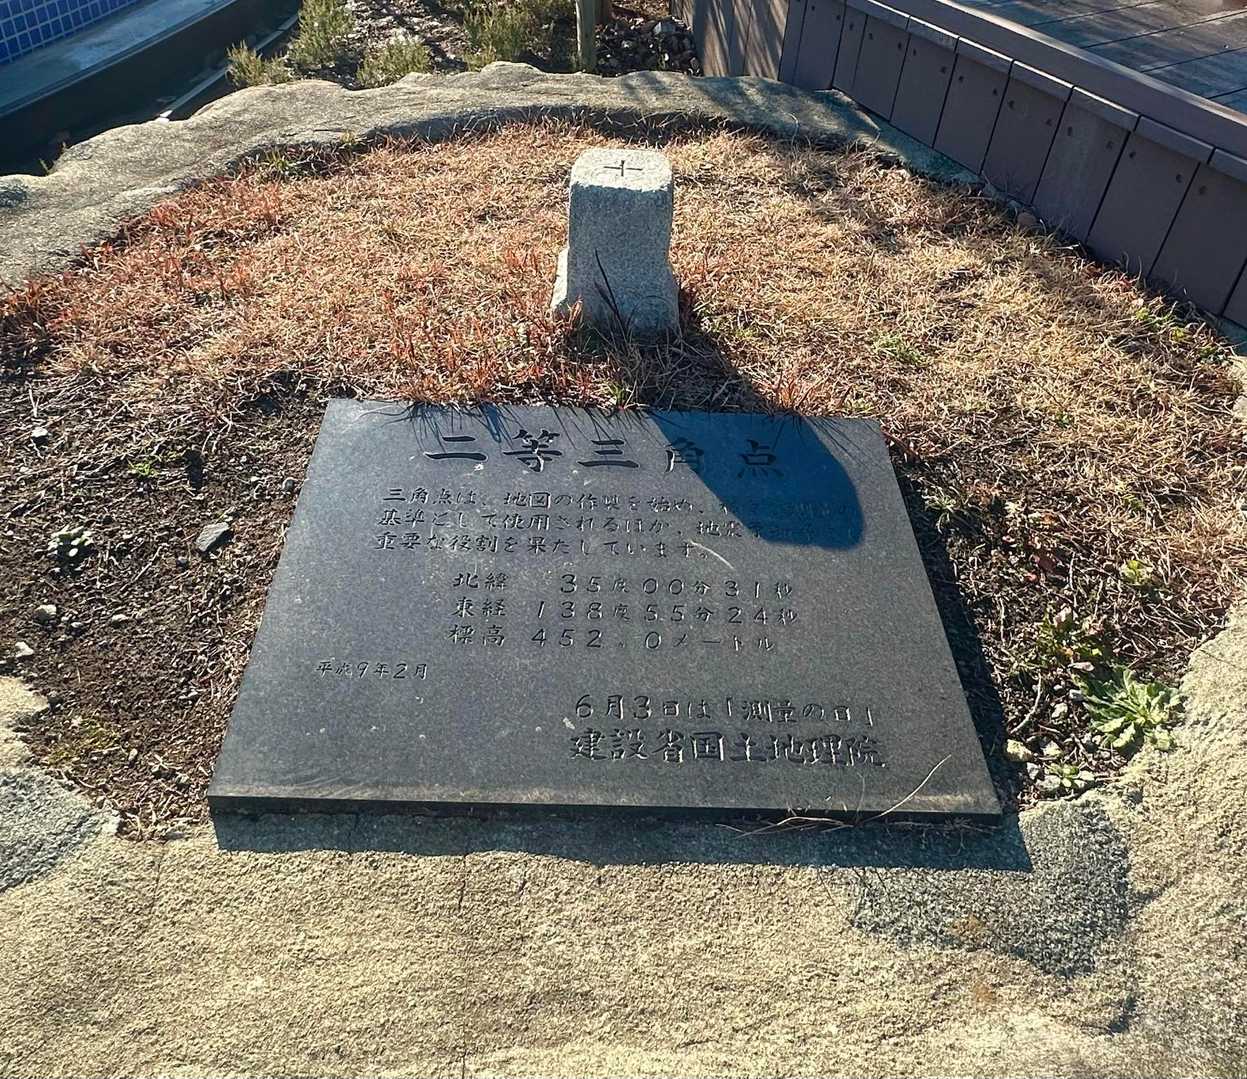 二等三角点
三角点は、地図の作製を始め、
基準として使用されるほか、地震
重要な役割を果たしています。
北緯 35度00分31秒
東経 138度55分24秒
標高 452.0メートル
平成9年2月
6月3日は「測量の日」
建設省国土地理院